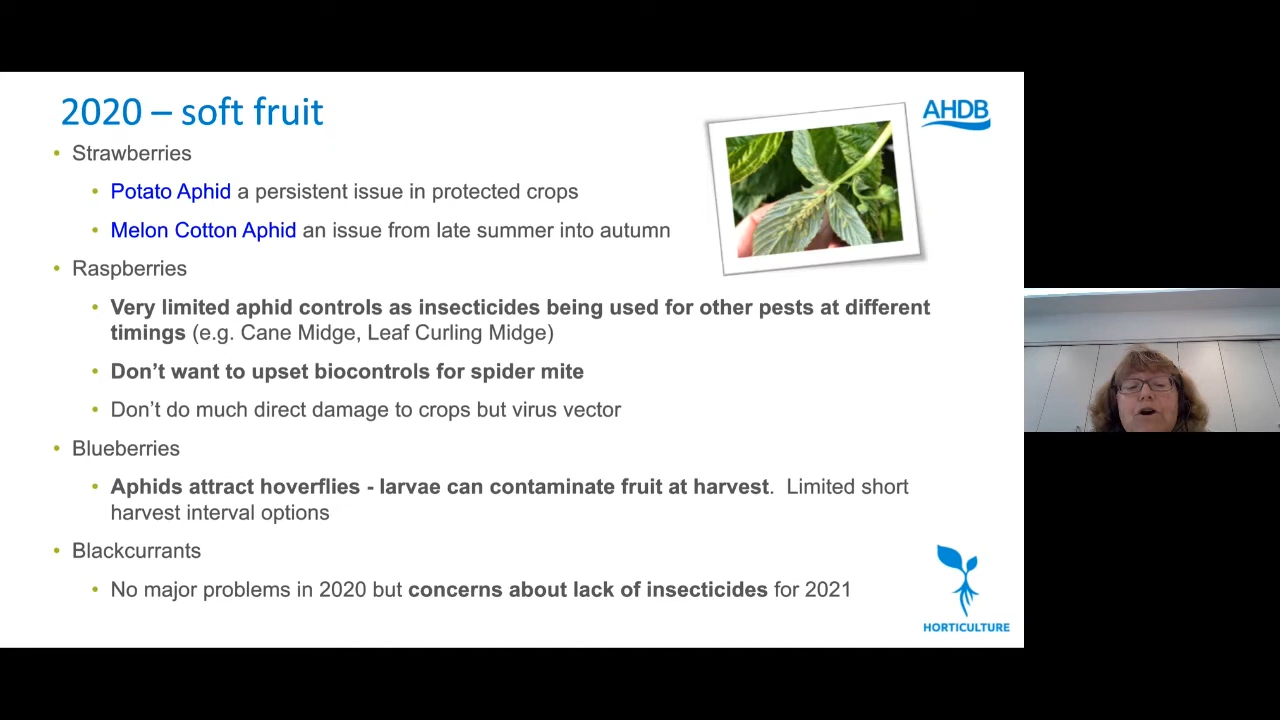 2020 – soft fruit
AHDB
• Strawberries
• Potato Aphid a persistent issue in protected crops
• Melon Cotton Aphid an issue from late summer into autumn
• Raspberries
• Very limited aphid controls as insecticides being used for other pests at different
timings (e.g. Cane Midge, Leaf Curling Midge)
• Don’t want to upset biocontrols for spider mite
• Don’t do much direct damage to crops but virus vector
• Blueberries
• Aphids attract hoverflies - larvae can contaminate fruit at harvest.  Limited short
harvest interval options
• Blackcurrants
• No major problems in 2020 but concerns about lack of insecticides for 2021
HORTICULTURE